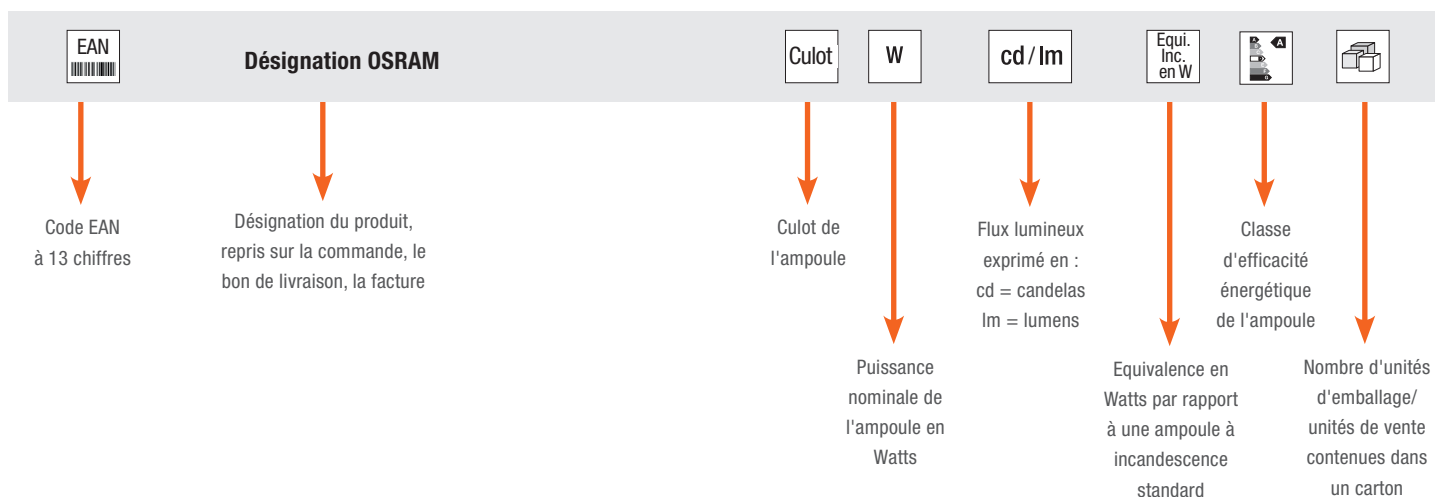 EAN
Désignation OSRAM
Culot
W
cd / lm
Equi.
Inc.
en W
A
Code EAN
à 13 chiffres
Désignation du produit,
repris sur la commande, le
bon de livraison, la facture
Culot de
l'ampoule
Puissance
nominale de
l'ampoule en
Watts
Flux lumineux
exprimé en :
cd = candelas
lm = lumens
Equivalence en
Watts par rapport
à une ampoule à
incandescence
standard
Classe
d'efficacité
énergétique
de l'ampoule
Nombre d'unités
d'emballage/
unités de vente
contenues dans
un carton